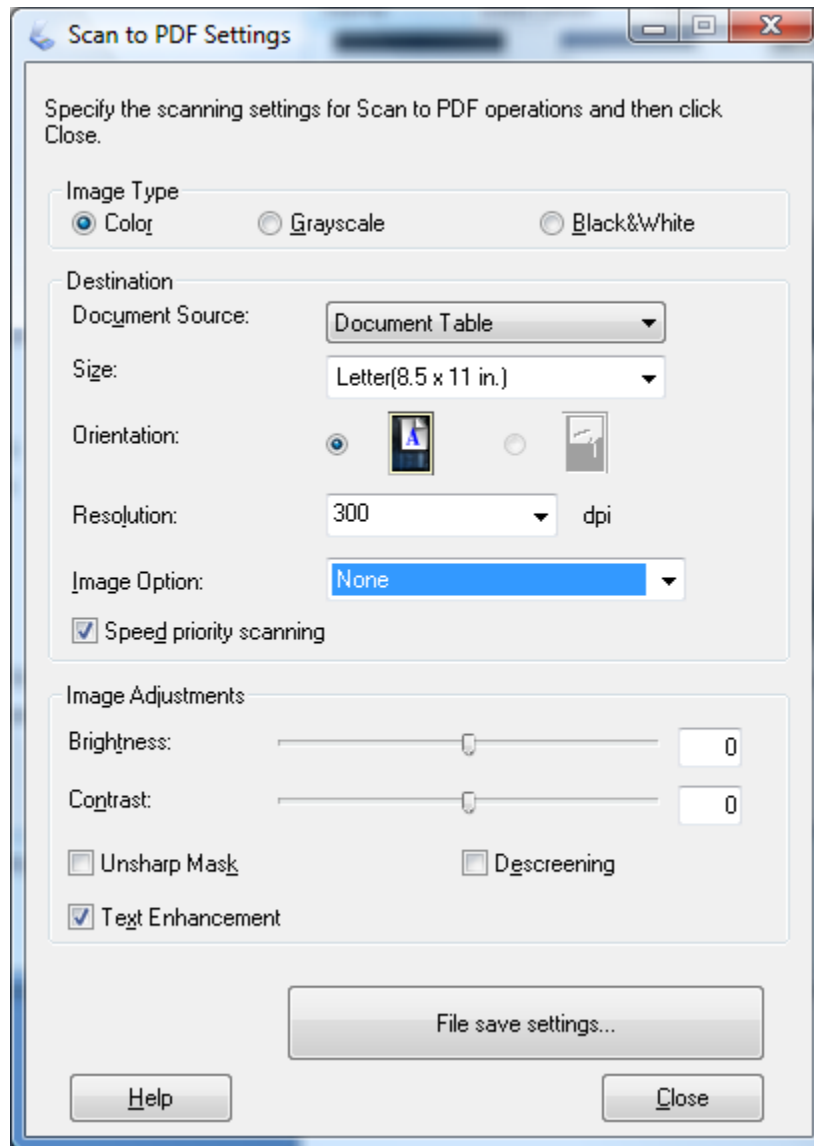 Scan to PDF Settings
Specify the scanning settings for Scan to PDF operations and then click
Close.
Image Type
Color Grayscale Black&White
Destination
Document Source: Document Table
Size: Letter(8.5 x 11 in.)
Orientation: A
Resolution: 300 dpi
Image Option: None
Speed priority scanning
Image Adjustments
Brightness: 0
Contrast: 0
Unsharp Mask Descreening
Text Enhancement
File save settings...
Help Close